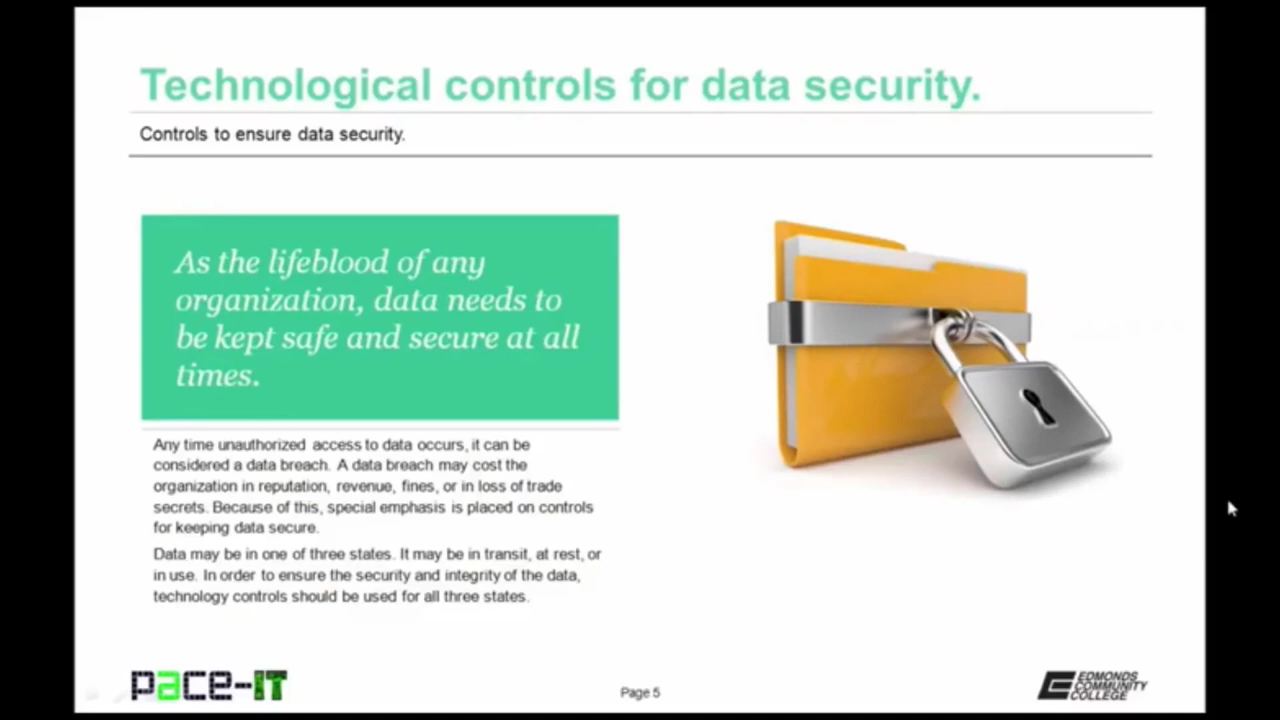 Technological controls for data security.
Controls to ensure data security.
As the lifeblood of any
organization, data needs to
be kept safe and secure at all
times.
Any time unauthorized access to data occurs, it can be
considered a data breach. A data breach may cost the
organization in reputation, revenue, fines, or in loss of trade
secrets. Because of this, special emphasis is placed on controls
for keeping data secure.
Data may be in one of three states. It may be in transit, at rest, or
in use. In order to ensure the security and integrity of the data,
technology controls should be used for all three states.
pace-IT
Page 5
EDMONDS
COMMUNITY
COLLEGE